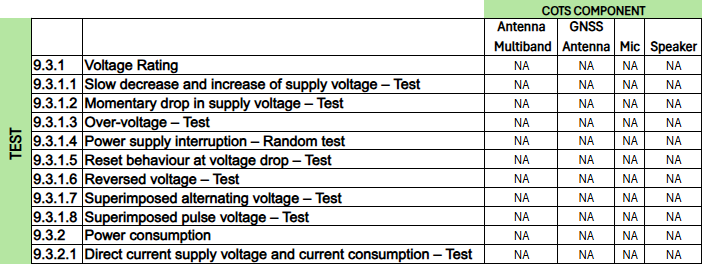 COTS COMPONENT
Antenna Multiband GNSS Antenna Mic Speaker
TEST
9.3.1 Voltage Rating NA NA NA NA
9.3.1.1 Slow decrease and increase of supply voltage – Test NA NA NA NA
9.3.1.2 Momentary drop in supply voltage – Test NA NA NA NA
9.3.1.3 Over-voltage – Test NA NA NA NA
9.3.1.4 Power supply interruption – Random test NA NA NA NA
9.3.1.5 Reset behaviour at voltage drop – Test NA NA NA NA
9.3.1.6 Reversed voltage – Test NA NA NA NA
9.3.1.7 Superimposed alternating voltage – Test NA NA NA NA
9.3.1.8 Superimposed pulse voltage – Test NA NA NA NA
9.3.2 Power consumption NA NA NA NA
9.3.2.1 Direct current supply voltage and current consumption – Test NA NA NA NA